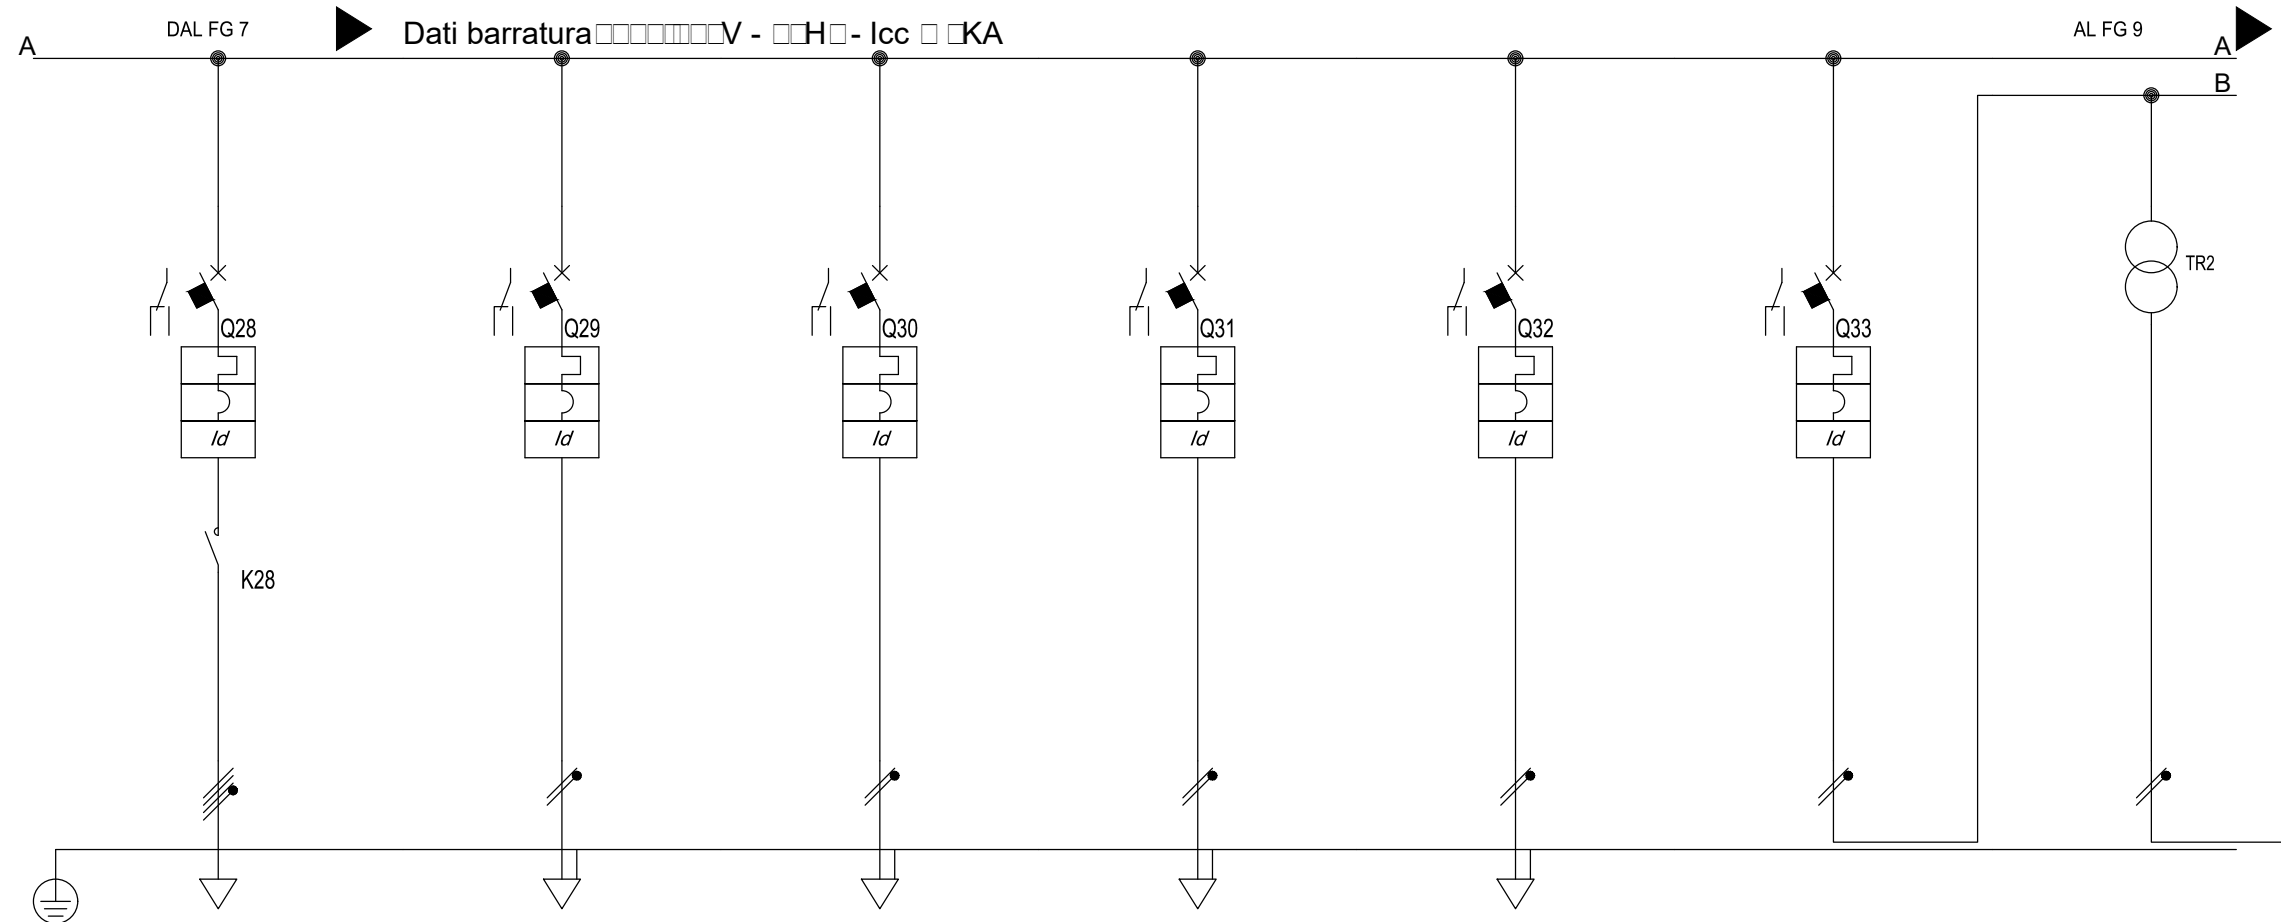 DAL FG 7
Dati barratura □□□□□□□□V - □□H□ - Icc □ □KA
AL FG 9
A
A
B
TR2
Q28
Q29
Q30
Q31
Q32
Q33
Id
Id
Id
Id
Id
Id
K28